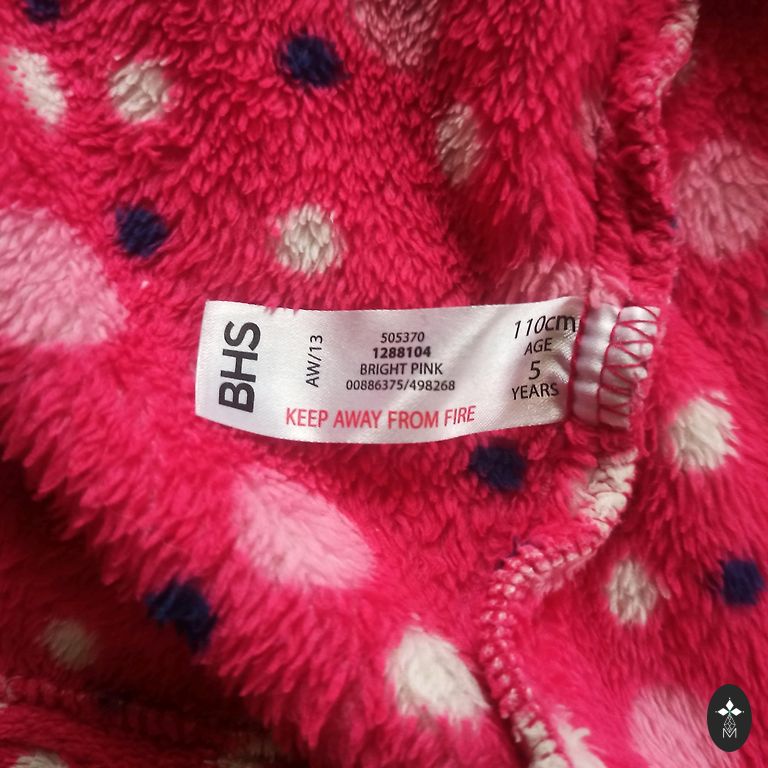 BHS
AW/13
505370
1288104
BRIGHT PINK
00886375/498268
KEEP AWAY FROM FIRE
110cm
AGE
5
YEARS
M